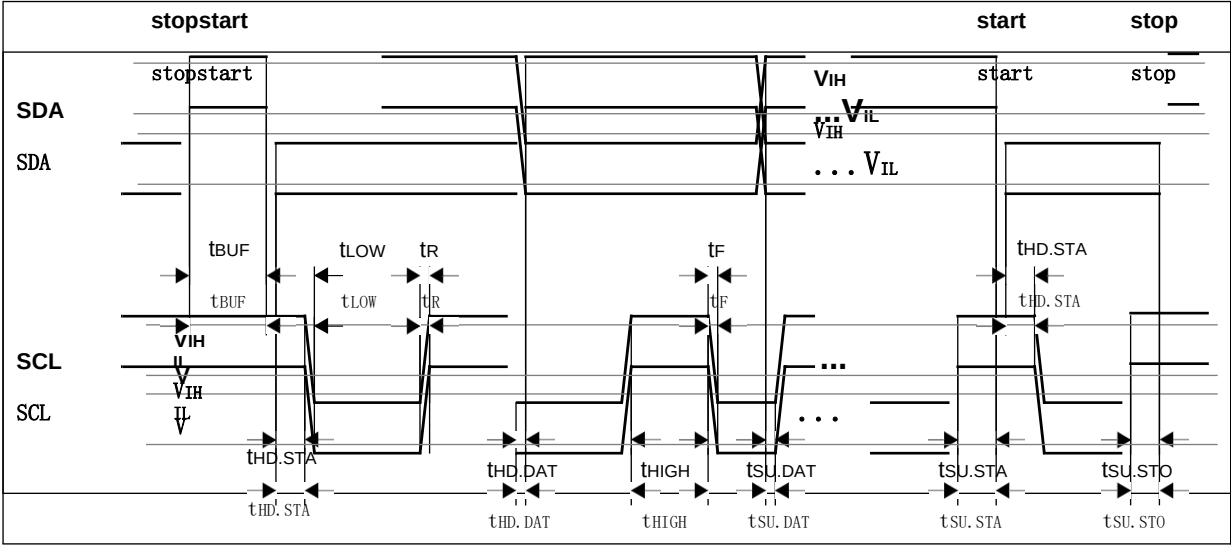 stopstart start stop
stopstart start stop
VIH
SDA ...VIL
VIH
SDA ...VIL
tBUF tLOW tR tF tHD.STA
tBUF tLOW tR tF tHD.STA
VIH
IL
SCL V ...
VIH
SCL IL ...
V
tHD.STA tHD.DAT tHIGH tSU.DAT tSU.STA tSU.STO
tHD.STA tHD.DAT tHIGH tSU.DAT tSU.STA tSU.STO